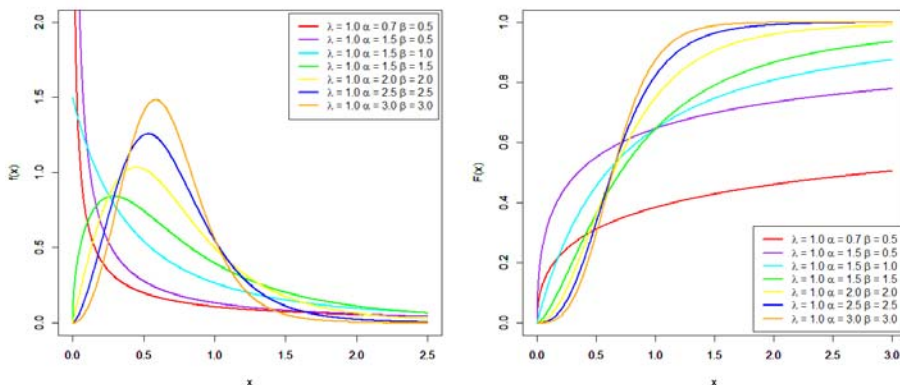 2.0
1.5
1.0
0.5
0.0
f(x)
λ = 1.0 α = 0.7 β = 0.5
λ = 1.0 α = 1.5 β = 0.5
λ = 1.0 α = 1.5 β = 1.0
λ = 1.0 α = 1.5 β = 1.5
λ = 1.0 α = 2.0 β = 2.0
λ = 1.0 α = 2.5 β = 2.5
λ = 1.0 α = 3.0 β = 3.0
0.0 0.5 1.0 1.5 2.0 2.5
x
1.0
0.8
0.6
0.4
0.2
0.0
F(x)
λ = 1.0 α = 0.7 β = 0.5
λ = 1.0 α = 1.5 β = 0.5
λ = 1.0 α = 1.5 β = 1.0
λ = 1.0 α = 1.5 β = 1.5
λ = 1.0 α = 2.0 β = 2.0
λ = 1.0 α = 2.5 β = 2.5
λ = 1.0 α = 3.0 β = 3.0
0.0 0.5 1.0 1.5 2.0 2.5 3.0
x